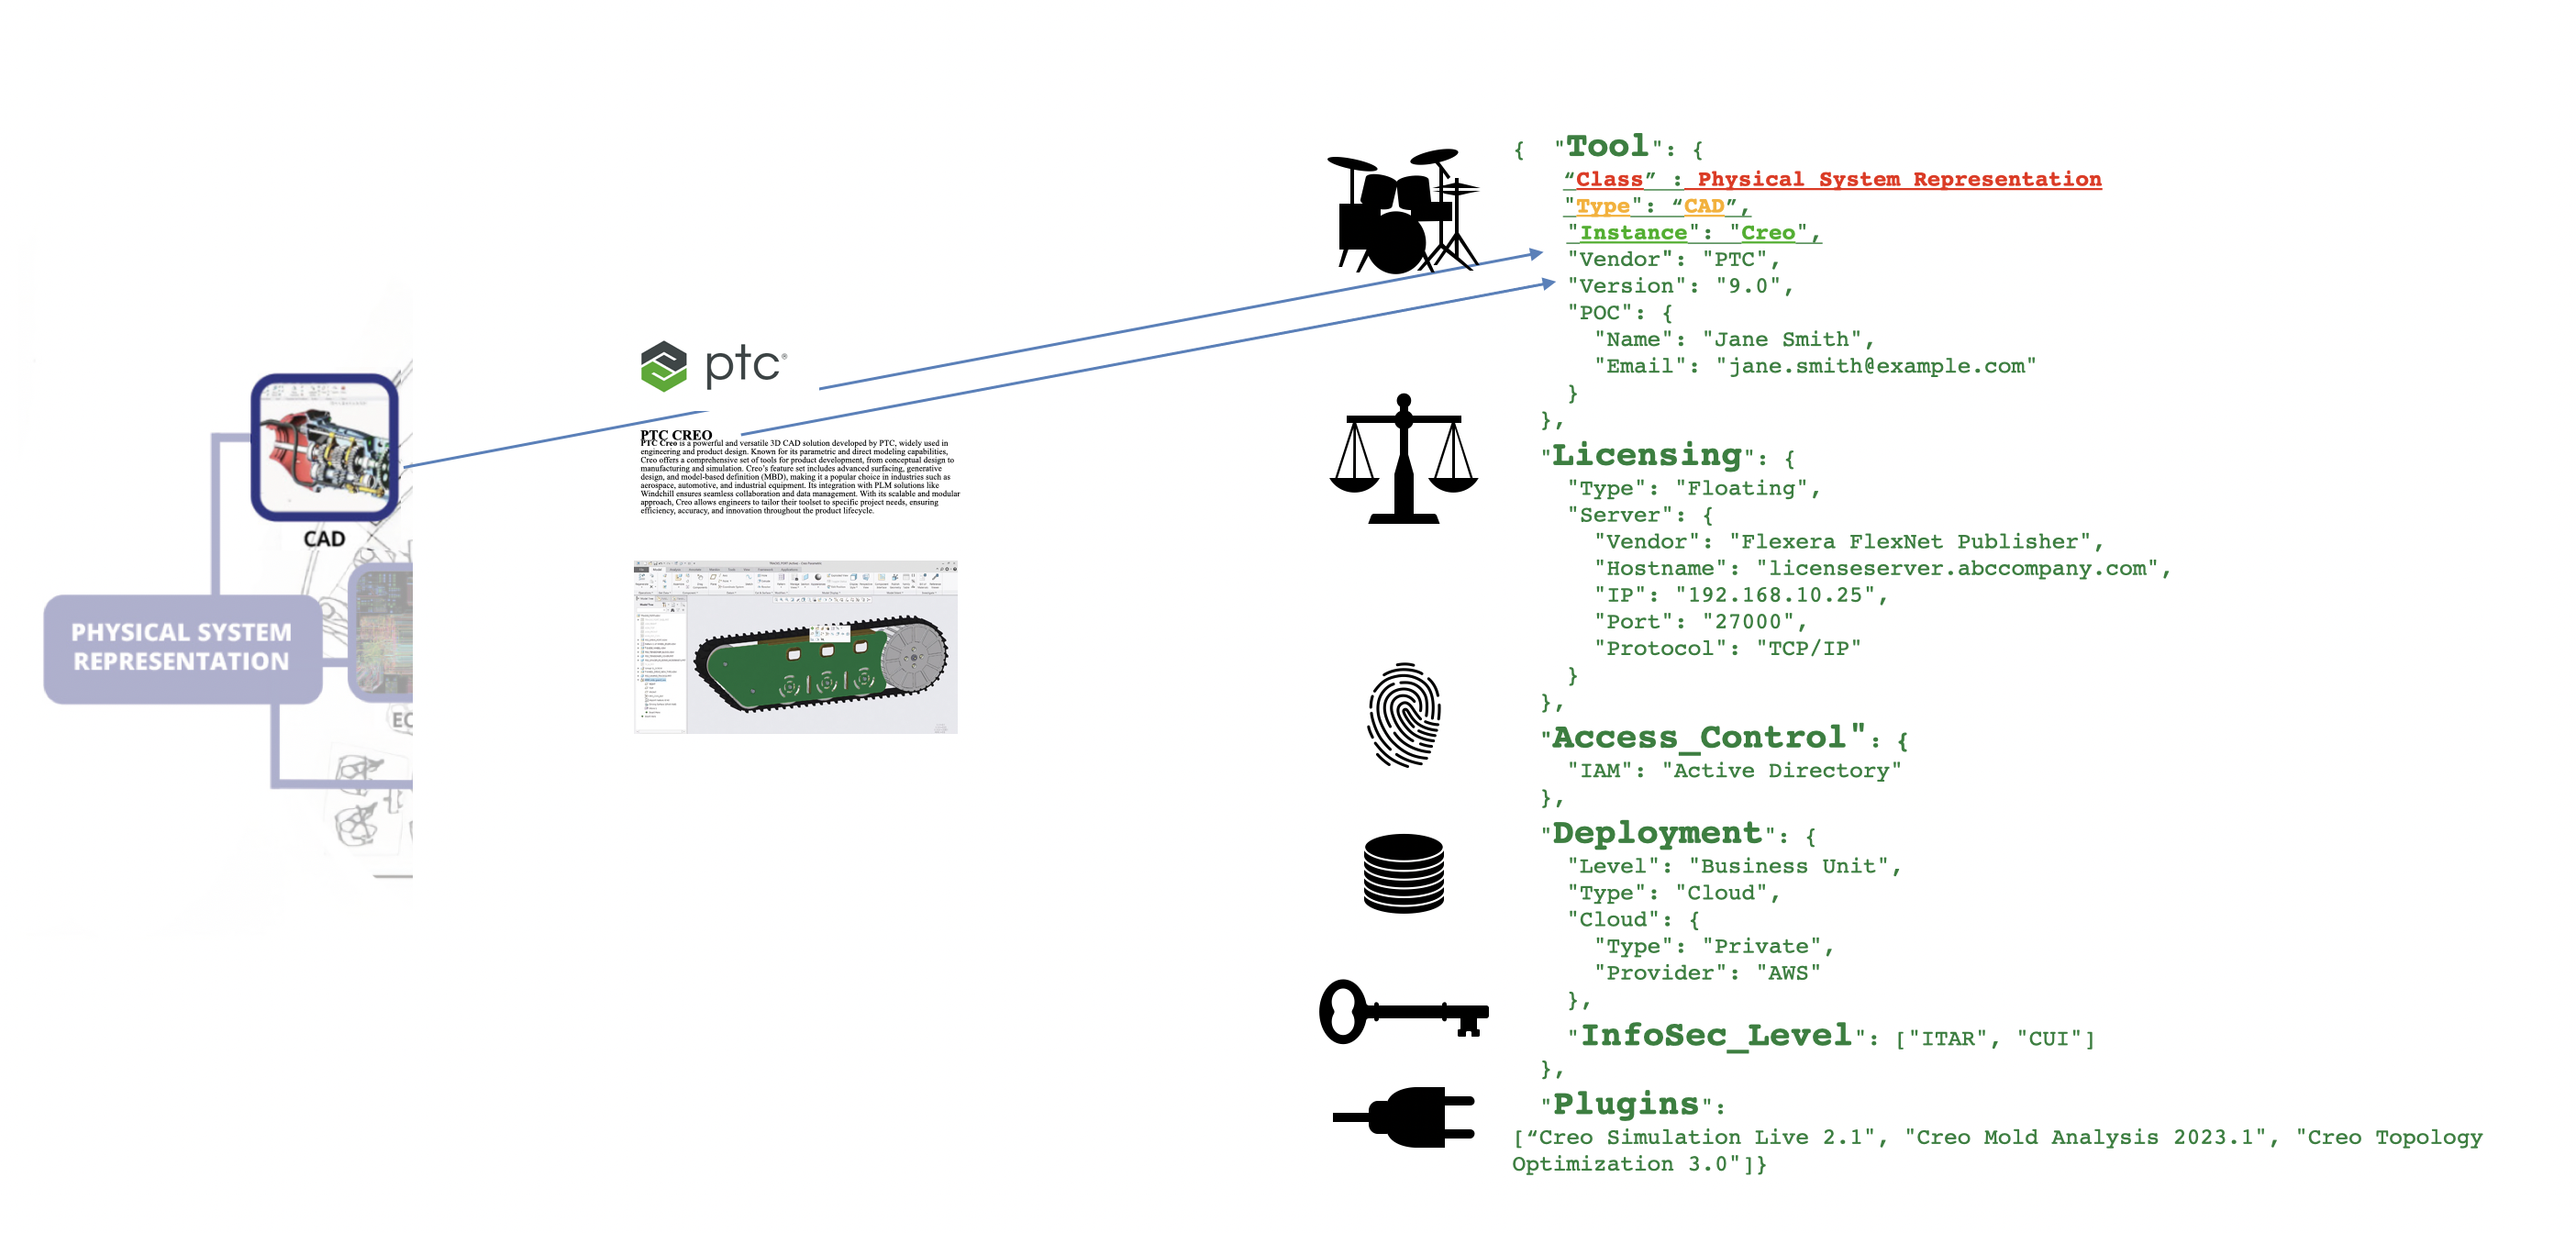 CAD
PHYSICAL SYSTEM
REPRESENTATION
EC
ptc®
PTC CREO
PTC Creo is a powerful and versatile 3D CAD solution developed by PTC, widely used in
engineering and product design. Known for its parametric and direct modeling capabilities,
Creo offers a comprehensive set of tools for product development, from conceptual design to
manufacturing and simulation. Creo's feature set includes advanced surfacing, generative
design, and model-based definition (MBD), making it a popular choice in industries such as
aerospace, automotive, and industrial equipment. Its integration with PLM solutions like
Windchill ensures seamless collaboration and data management. With its scalable and modular
approach, Creo allows engineers to tailor their toolset to specific project needs, ensuring
efficiency, accuracy, and innovation throughout the product lifecycle.
{ "Tool": {
“Class” : Physical System Representation
"Type": “CAD”,
"Instance": "Creo",
"Vendor": "PTC",
"Version": "9.0",
"POC": {
"Name": "Jane Smith",
"Email": "jane.smith@example.com"
}
},
"Licensing": {
"Type": "Floating",
"Server": {
"Vendor": "Flexera FlexNet Publisher",
"Hostname": "licenseserver.abccompany.com",
"IP": "192.168.10.25",
"Port": "27000",
"Protocol": "TCP/IP"
}
},
"Access_Control": {
"IAM": "Active Directory"
},
"Deployment": {
"Level": "Business Unit",
"Type": "Cloud",
"Cloud": {
"Type": "Private",
"Provider": "AWS"
},
"InfoSec_Level": ["ITAR", "CUI"]
},
"Plugins":
[“Creo Simulation Live 2.1", "Creo Mold Analysis 2023.1", "Creo Topology
Optimization 3.0"]}